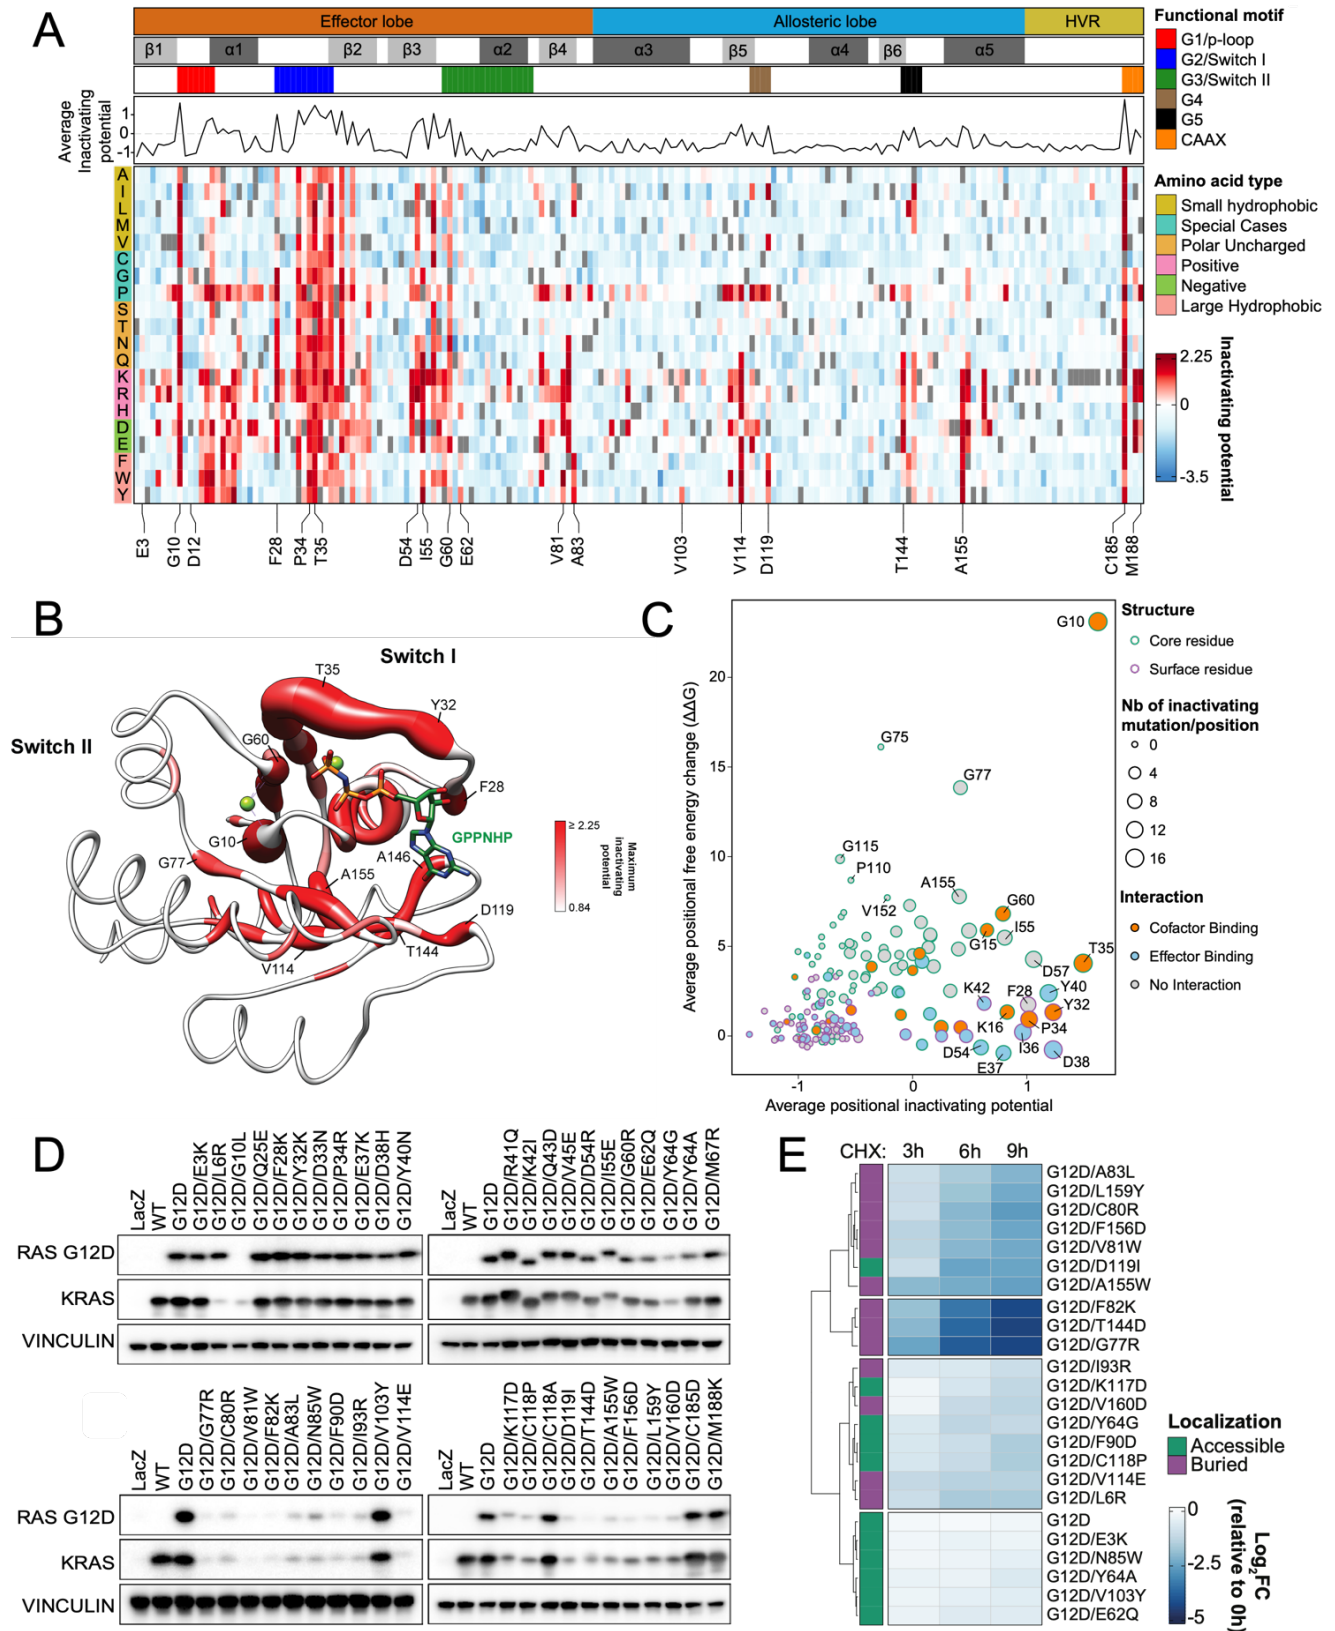 A
Effector lobe
Allosteric lobe
HVR
β1
α1
β2
β3
α2
β4
α3
β5
α4
β6
α5
Functional motif
G1/p-loop
G2/Switch I
G3/Switch II
G4
G5
CAAX
Average
Inactivating
potential
1
0
-1
A
I
L
M
V
C
G
P
S
T
N
Q
K
R
H
D
E
F
W
Y
Amino acid type
Small hydrophobic
Special Cases
Polar Uncharged
Positive
Negative
Large Hydrophobic
2.25
0
-3.5
Inactivating potential
E3
G10
D12
F28
P34
T35
D54
I55
G60
E62
V81
A83
V103
V114
D119
T144
A155
C185
M188
B
Switch I
Switch II
T35
Y32
G60
F28
GPPNHP
G10
G77
A146
A155
D119
T144
V114
≥ 2.25
0.84
Maximum
inactivating
potential
C
Average positional free energy change (ΔΔG)
20
15
10
5
0
-1
0
1
Average positional inactivating potential
G10
G75
G77
G115
P110
A155
V152
G60
G15
I55
T35
D57
K42
F28
Y40
Y32
K16
P34
I36
D54
E37
D38
Structure
Core residue
Surface residue
Nb of inactivating
mutation/position
0
4
8
12
16
Interaction
Cofactor Binding
Effector Binding
No Interaction
D
LacZ
WT
G12D
G12D/E3K
G12D/L6R
G12D/G10L
G12D/Q25E
G12D/F28K
G12D/Y32K
G12D/D33N
G12D/P34R
G12D/E37K
G12D/D38H
G12D/Y40N
LacZ
WT
G12D
G12D/R41Q
G12D/K42I
G12D/Q43D
G12D/V45E
G12D/D54R
G12D/I55E
G12D/G60R
G12D/E62Q
G12D/Y64G
G12D/Y64A
G12D/M67R
RAS G12D
KRAS
VINCULIN
LacZ
WT
G12D
G12D/G77R
G12D/C80R
G12D/V81W
G12D/F82K
G12D/A83L
G12D/N85W
G12D/F90D
G12D/I93R
G12D/V103Y
G12D/V114E
LacZ
WT
G12D
G12D/K117D
G12D/C118P
G12D/C118A
G12D/D119I
G12D/T144D
G12D/A155W
G12D/F156D
G12D/L159Y
G12D/V160D
G12D/C185D
G12D/M188K
RAS G12D
KRAS
VINCULIN
E
CHX:
3h
6h
9h
G12D/A83L
G12D/L159Y
G12D/C80R
G12D/F156D
G12D/V81W
G12D/D119I
G12D/A155W
G12D/F82K
G12D/T144D
G12D/G77R
G12D/I93R
G12D/K117D
G12D/V160D
G12D/Y64G
G12D/F90D
G12D/C118P
G12D/V114E
G12D/L6R
G12D
G12D/E3K
G12D/N85W
G12D/Y64A
G12D/V103Y
G12D/E62Q
Localization
Accessible
Buried
0
-2.5
-5
Log2FC
(relative to 0h)